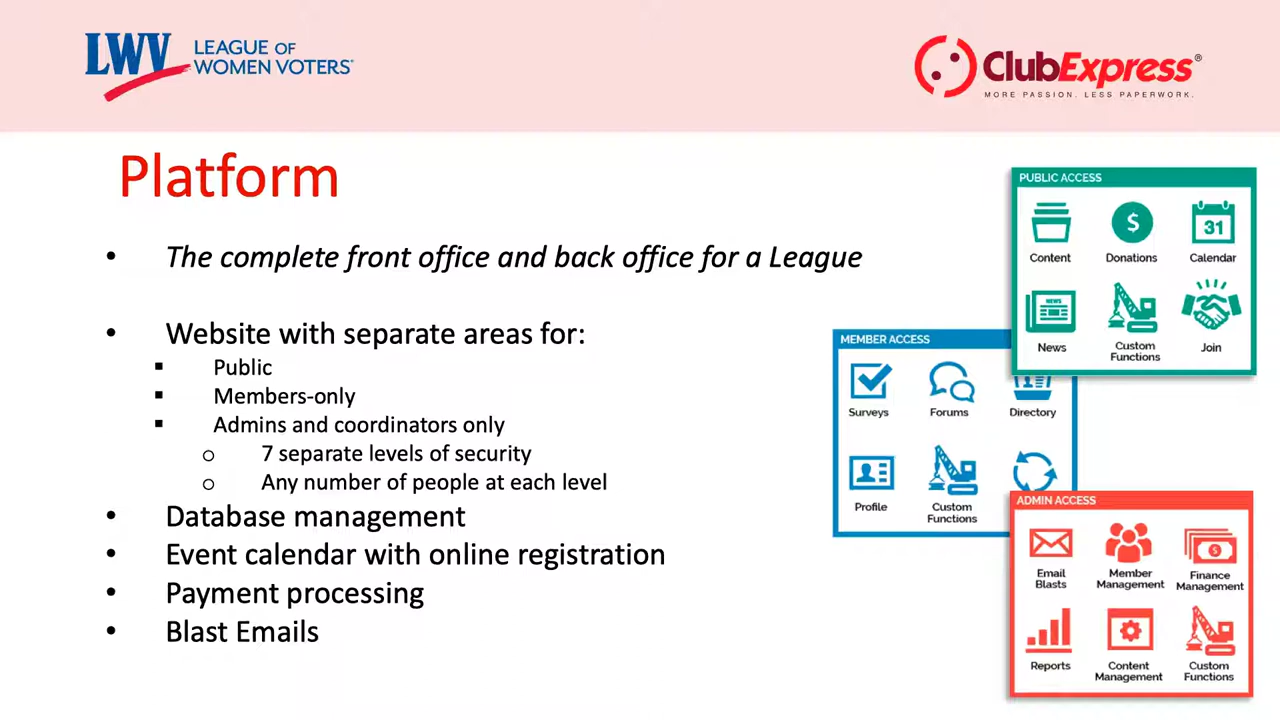 LWV LEAGUE OF
WOMEN VOTERS®
ClubExpress®
MORE PASSION. LESS PAPERWORK.
Platform
• The complete front office and back office for a League
• Website with separate areas for:
▪ Public
▪ Members-only
▪ Admins and coordinators only
o 7 separate levels of security
o Any number of people at each level
• Database management
• Event calendar with online registration
• Payment processing
• Blast Emails
PUBLIC ACCESS
Content
Donations
31
Calendar
NEWS
News
Custom
Functions
Join
MEMBER ACCESS
Surveys
Forums
Directory
Profile
Custom
Functions
ADMIN ACCESS
Email
Blasts
Member
Management
Finance
Management
Reports
Content
Management
Custom
Functions